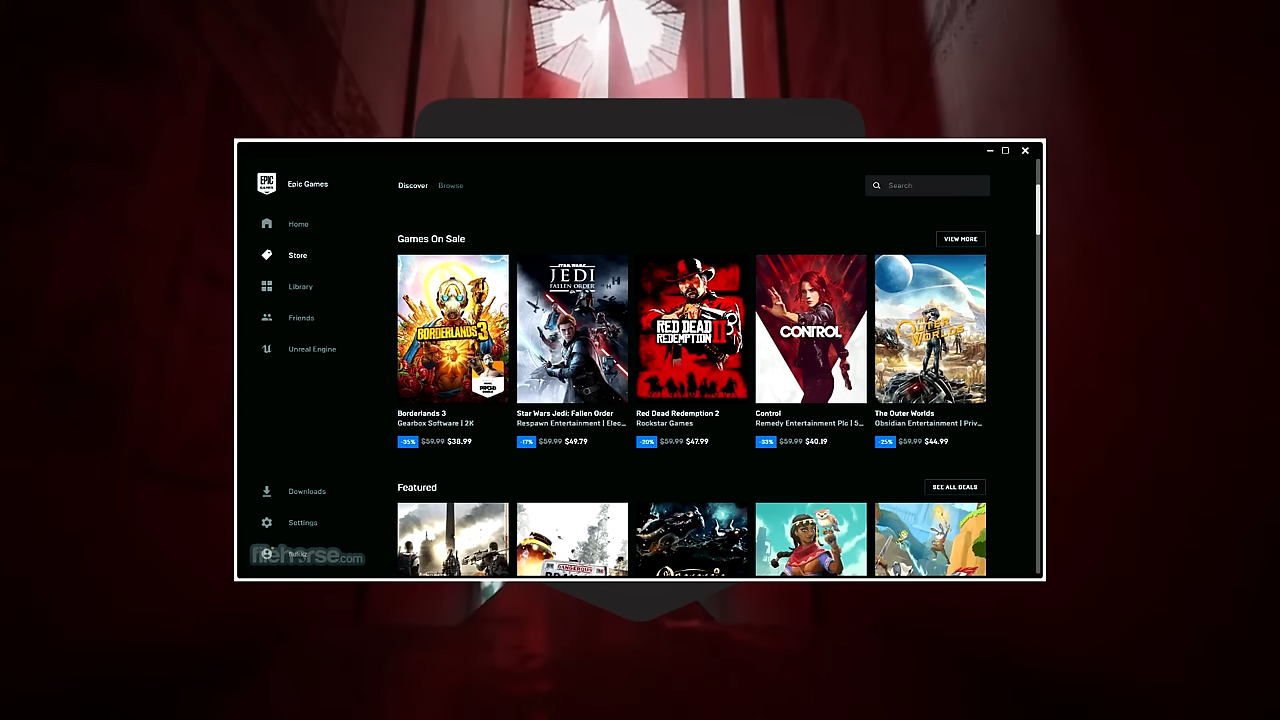 EPIC
GAMES
Epic Games
Discover Browse
Search
Home
Store
Library
Friends
Unreal Engine
Downloads
Settings
filehorse.com
Games On Sale
VIEW MORE
BORDERLANDS 3
STAR WARS
JEDI
FALLEN ORDER
RED DEAD
REDEMPTION II
CONTROL
OUTER
WORLDS
Borderlands 3
Gearbox Software | 2K
-35% $59.99 $38.99
Star Wars Jedi: Fallen Order
Respawn Entertainment | Elec...
-17% $59.99 $49.79
Red Dead Redemption 2
Rockstar Games
-20% $59.99 $47.99
Control
Remedy Entertainment Plc | 5...
-33% $59.99 $40.19
The Outer Worlds
Obsidian Entertainment | Priv...
-25% $59.99 $44.99
Featured
SEE ALL DEALS
DANGEROUS